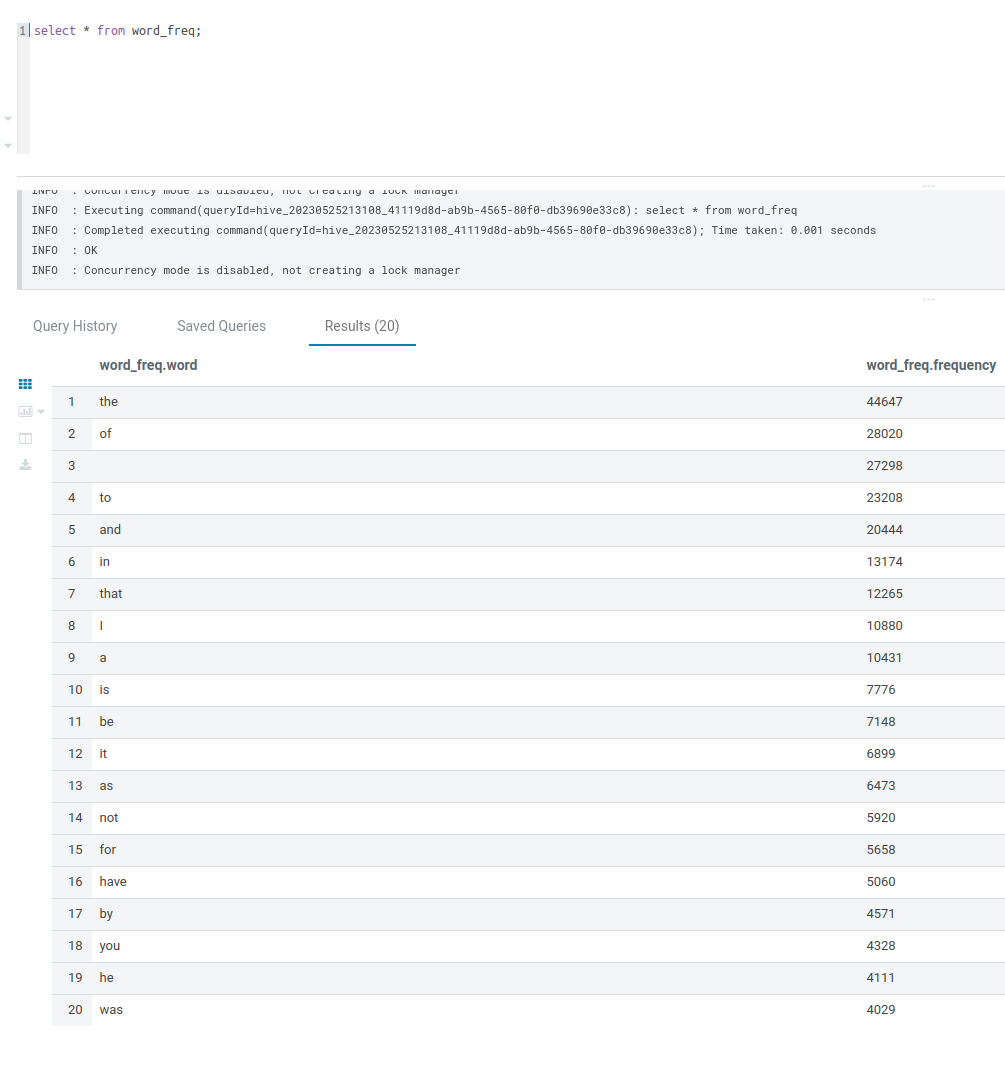 1 select * from word_freq;
INFO  : Concurrency mode is disabled, not creating a lock manager
INFO  : Executing command(queryId=hive_20230525213108_41119d8d-ab9b-4565-80f0-db39690e33c8): select * from word_freq
INFO  : Completed executing command(queryId=hive_20230525213108_41119d8d-ab9b-4565-80f0-db39690e33c8); Time taken: 0.001 seconds
INFO  : OK
INFO  : Concurrency mode is disabled, not creating a lock manager
Query History Saved Queries Results (20)
word_freq.word word_freq.frequency
1 the 44647
2 of 28020
3 27298
4 to 23208
5 and 20444
6 in 13174
7 that 12265
8 I 10880
9 a 10431
10 is 7776
11 be 7148
12 it 6899
13 as 6473
14 not 5920
15 for 5658
16 have 5060
17 by 4571
18 you 4328
19 he 4111
20 was 4029